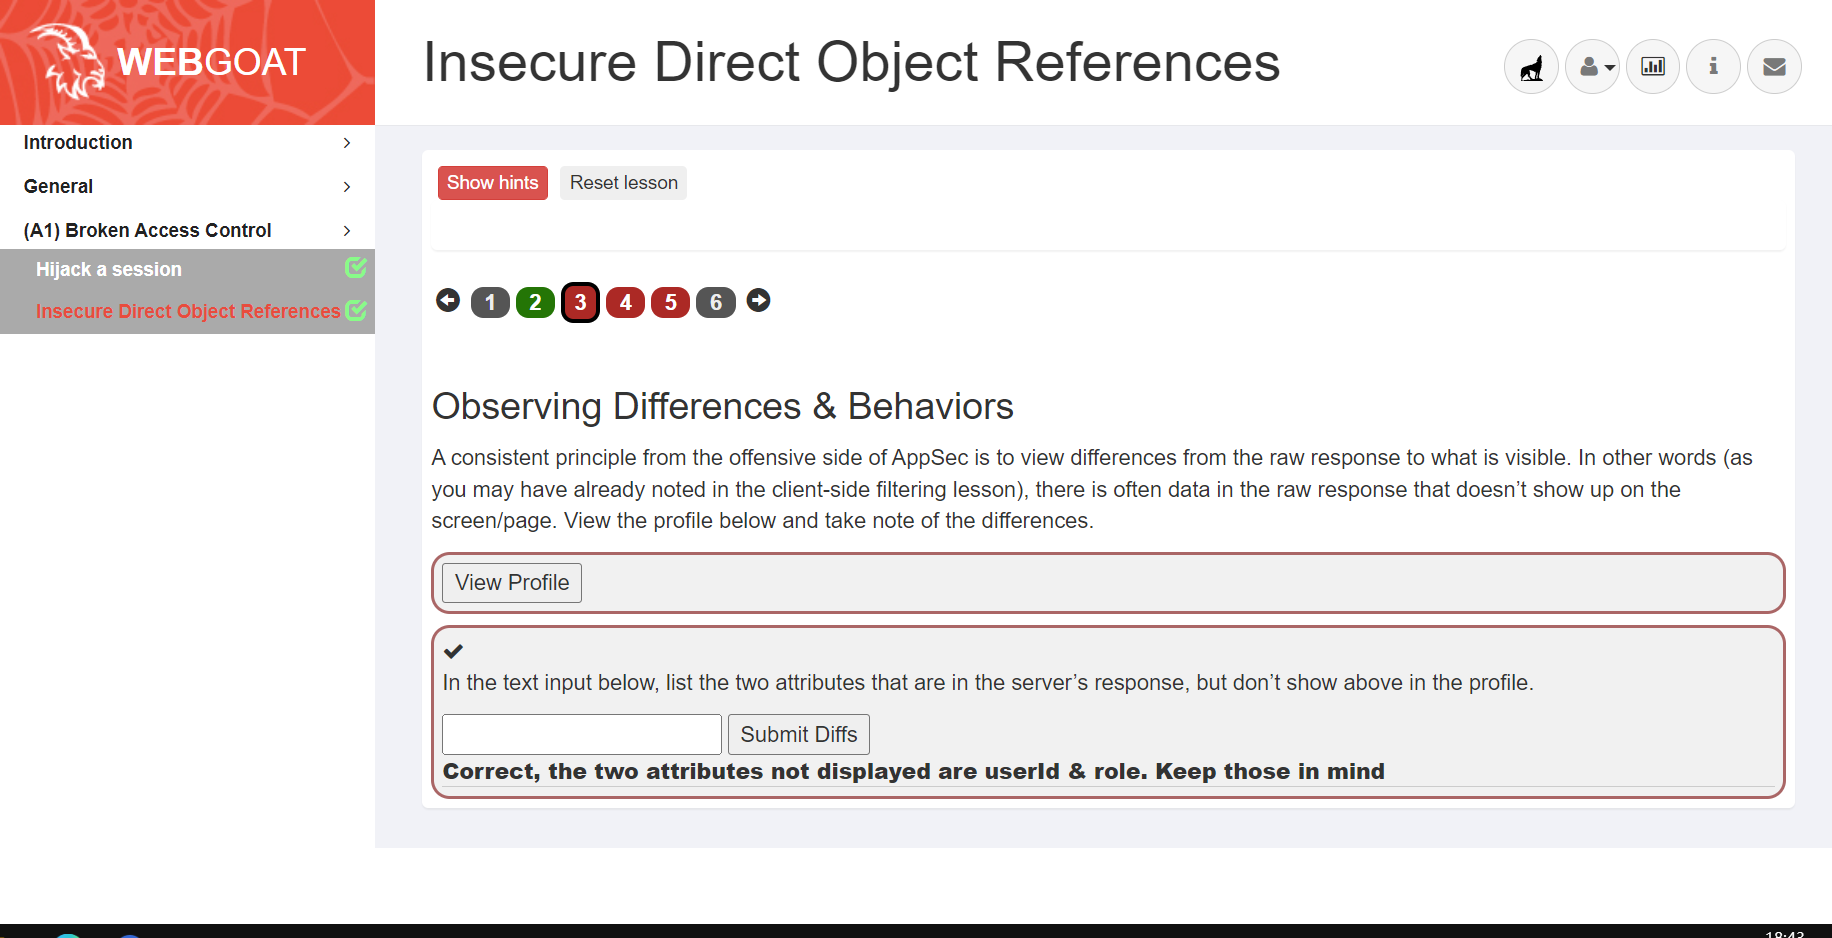 WEBGOAT
Insecure Direct Object References
Introduction
General
(A1) Broken Access Control
Hijack a session
Insecure Direct Object References
Show hints
Reset lesson
1 2 3 4 5 6
Observing Differences & Behaviors
A consistent principle from the offensive side of AppSec is to view differences from the raw response to what is visible. In other words (as
you may have already noted in the client-side filtering lesson), there is often data in the raw response that doesn’t show up on the
screen/page. View the profile below and take note of the differences.
View Profile
In the text input below, list the two attributes that are in the server’s response, but don’t show above in the profile.
Submit Diffs
Correct, the two attributes not displayed are userId & role. Keep those in mind